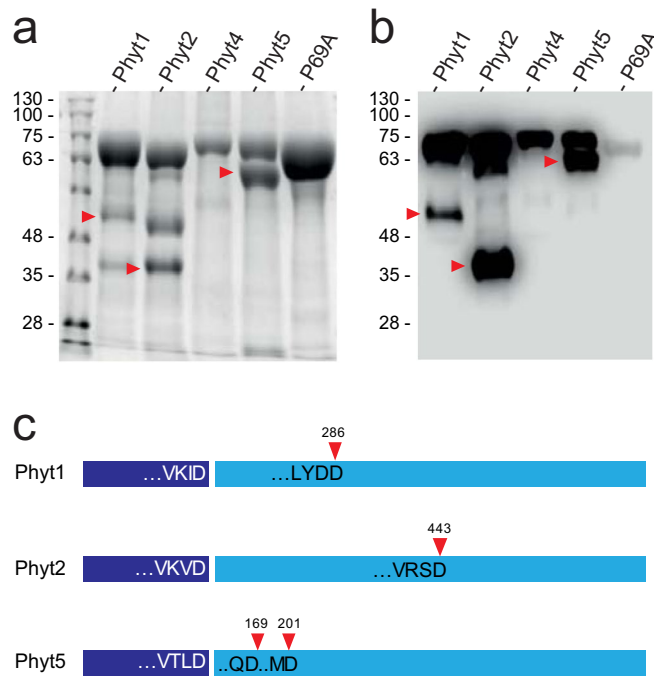 a
- Phyt1
- Phyt2
- Phyt4
- Phyt5
- P69A
130 -
100 -
75 -
63 -
48 -
35 -
28 -
b
- Phyt1
- Phyt2
- Phyt4
- Phyt5
- P69A
130 -
100 -
75 -
63 -
48 -
35 -
28 -
c
286
Phyt1 ...VKID ...LYDD
443
Phyt2 ...VKVD ...VRSD
169 201
Phyt5 ...VTLD ..QD..MD